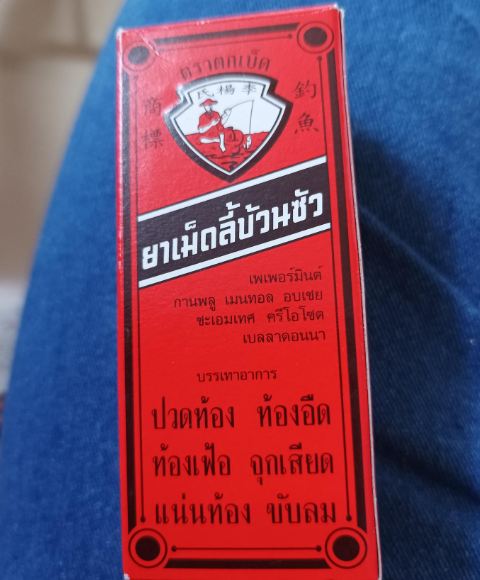 ตราตกเบ็ด
氏楊李
商標
釣魚
ยาเม็ดลี้บ้วนซัว
เพเพอร์มินต์
กานพลู เมนทอล อบเชย
ชะเอมเทศ ครีโอโซต
เบลลาดอนนา
บรรเทาอาการ
ปวดท้อง ท้องอืด
ท้องเฟ้อ จุกเสียด
แน่นท้อง ขับลม